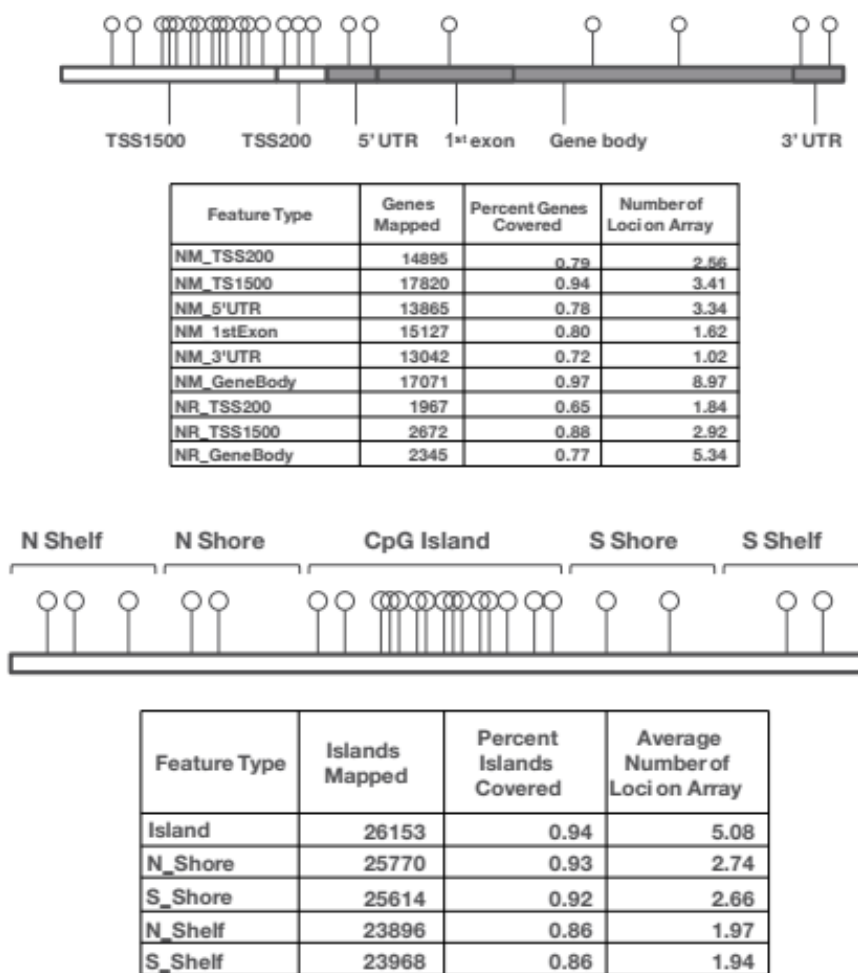 TSS1500 TSS200 5' UTR 1st exon Gene body 3' UTR
Feature Type Genes Mapped Percent Genes Covered Number of Loci on Array
NM_TSS200 14895 0.79 2.56
NM_TS1500 17820 0.94 3.41
NM_5'UTR 13865 0.78 3.34
NM 1stExon 15127 0.80 1.62
NM_3'UTR 13042 0.72 1.02
NM_GeneBody 17071 0.97 8.97
NR_TSS200 1967 0.65 1.84
NR_TSS1500 2672 0.88 2.92
NR_GeneBody 2345 0.77 5.34
N Shelf N Shore CpG Island S Shore S Shelf
Feature Type Islands Mapped Percent Islands Covered Average Number of Loci on Array
Island 26153 0.94 5.08
N_Shore 25770 0.93 2.74
S_Shore 25614 0.92 2.66
N_Shelf 23896 0.86 1.97
S_Shelf 23968 0.86 1.94